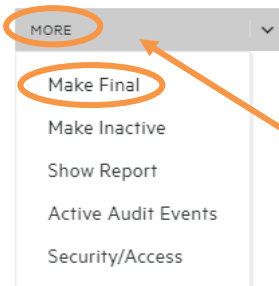 MORE
Make Final
Make Inactive
Show Report
Active Audit Events
Security/Access